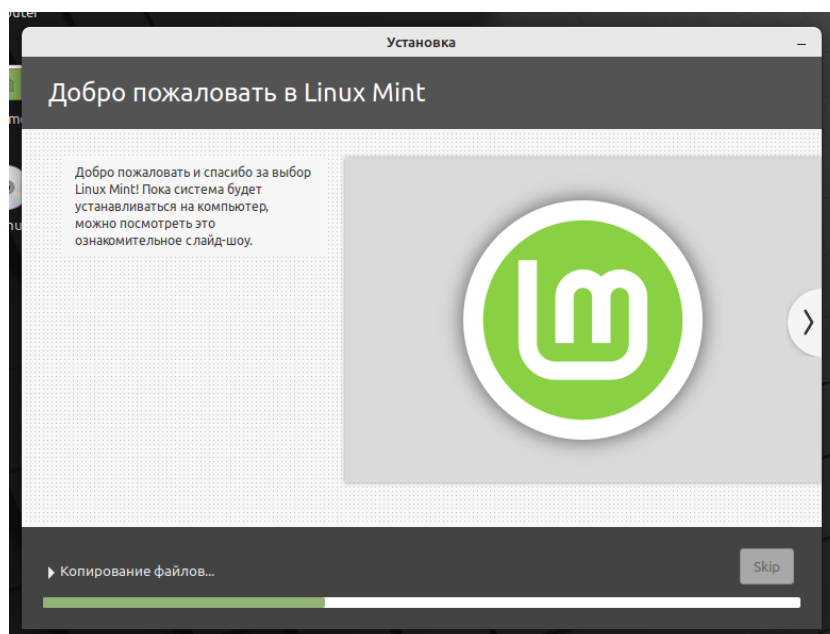 Установка
Добро пожаловать в Linux Mint
Добро пожаловать и спасибо за выбор
Linux Mint! Пока система будет
устанавливаться на компьютер,
можно посмотреть это
ознакомительное слайд-шоу.
Копирование файлов...
Skip